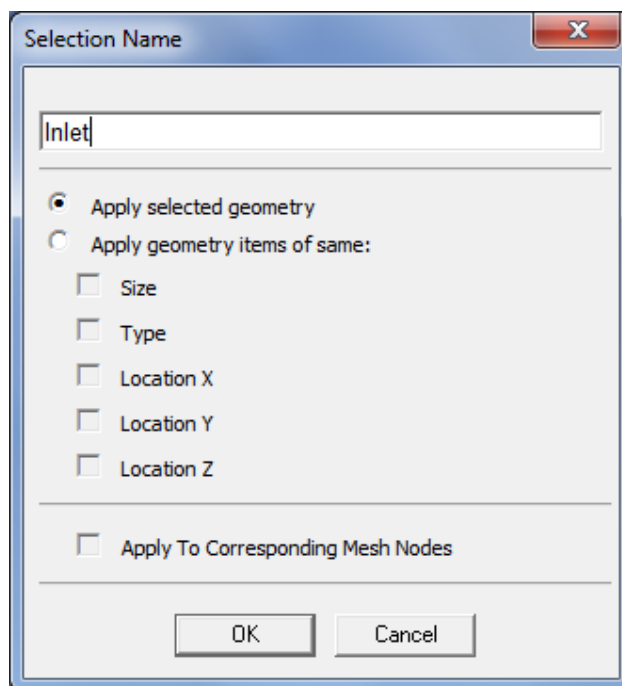 Selection Name
Inlet
Apply selected geometry
Apply geometry items of same:
Size
Type
Location X
Location Y
Location Z
Apply To Corresponding Mesh Nodes
OK
Cancel